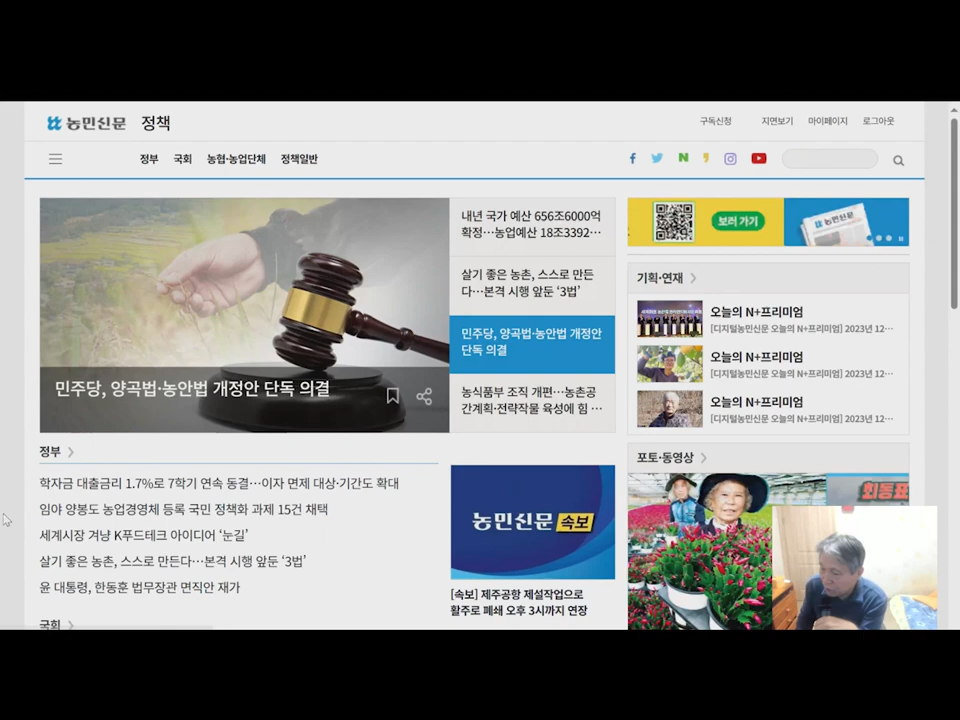 농민신문 정책
구독신청 지면보기 마이페이지 로그아웃
정부 국회 농협·농업단체 정책일반
민주당, 양곡법·농안법 개정안 단독 의결
내년 국가 예산 656조6000억
확정…농업예산 18조3392…
살기 좋은 농촌, 스스로 만든
다…본격 시행 앞둔 ‘3법’
민주당, 양곡법·농안법 개정안
단독 의결
농식품부 조직 개편…농촌공
간계획·전략작물 육성에 힘 …
보러 가기
농민신문
기획·연재
오늘의 N+프리미엄
[디지털농민신문 오늘의 N+프리미엄] 2023년 12…
오늘의 N+프리미엄
[디지털농민신문 오늘의 N+프리미엄] 2023년 12…
오늘의 N+프리미엄
[디지털농민신문 오늘의 N+프리미엄] 2023년 12…
정부
학자금 대출금리 1.7%로 7학기 연속 동결…이자 면제 대상·기간도 확대
임야 양봉도 농업경영체 등록 국민 정책화 과제 15건 채택
세계시장 겨냥 K푸드테크 아이디어 ‘눈길’
살기 좋은 농촌, 스스로 만든다…본격 시행 앞둔 ‘3법’
윤 대통령, 한동훈 법무장관 면직안 재가
국회
농민신문 속보
[속보] 제주공항 제설작업으로
활주로 폐쇄 오후 3시까지 연장
포토·동영상
회동표